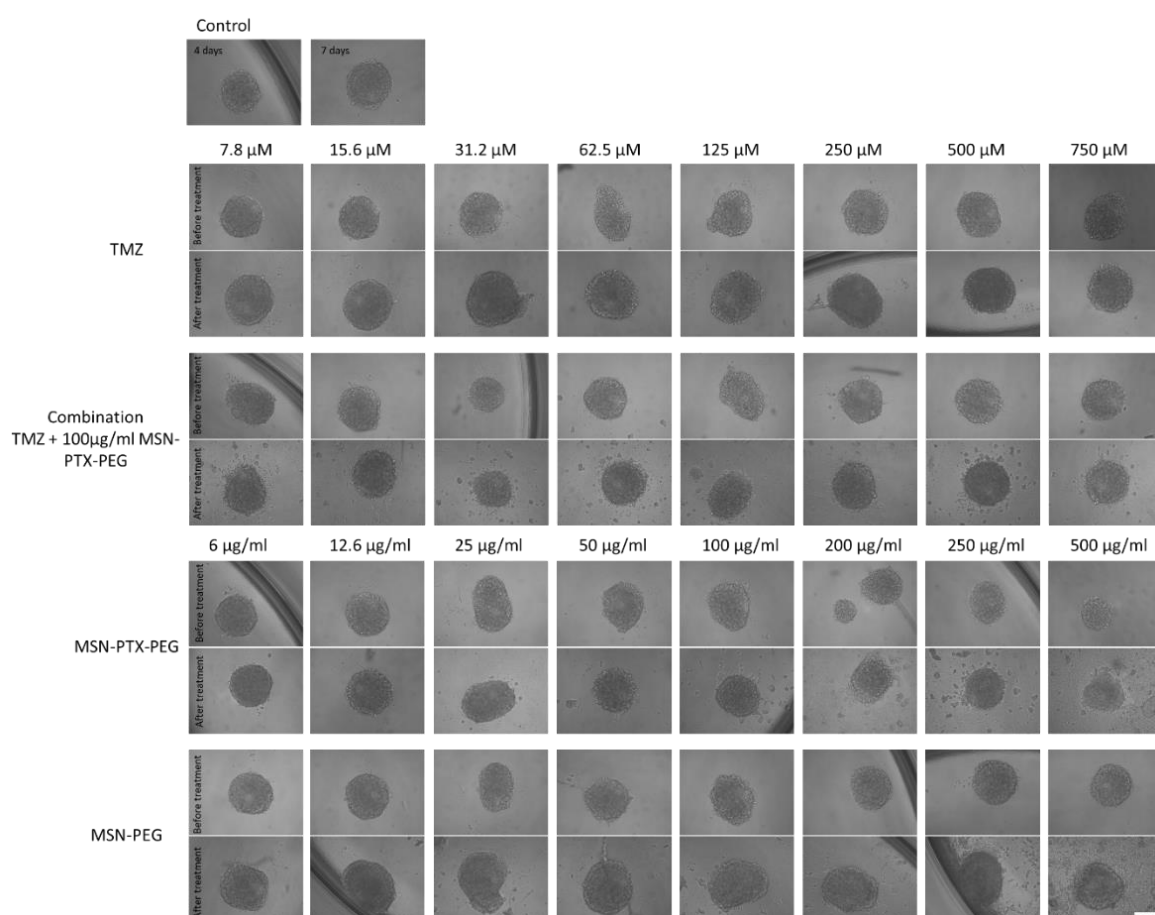 Control
4 days 7 days
7.8 µM 15.6 µM 31.2 µM 62.5 µM 125 µM 250 µM 500 µM 750 µM
TMZ
Before treatment
After treatment
Combination
TMZ + 100µg/ml MSN-
PTX-PEG
Before treatment
After treatment
6 µg/ml 12.6 µg/ml 25 µg/ml 50 µg/ml 100 µg/ml 200 µg/ml 250 µg/ml 500 µg/ml
MSN-PTX-PEG
Before treatment
After treatment
MSN-PEG
Before treatment
After treatment